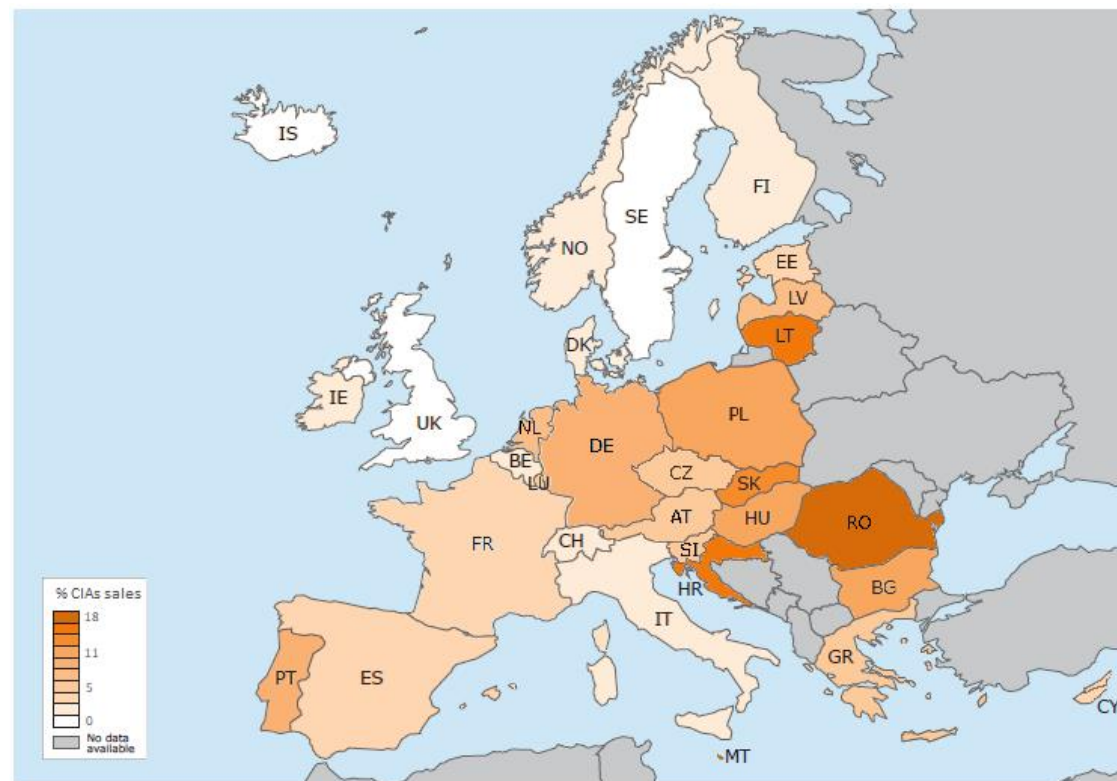 IS
FI
SE
NO
EE
LV
LT
DK
IE
UK
NL
PL
DE
BE
LU
CZ
SK
AT
HU
RO
FR
CH
SI
HR
BG
IT
PT
ES
GR
CY
MT
% CIAs sales
18
11
5
0
No data
available